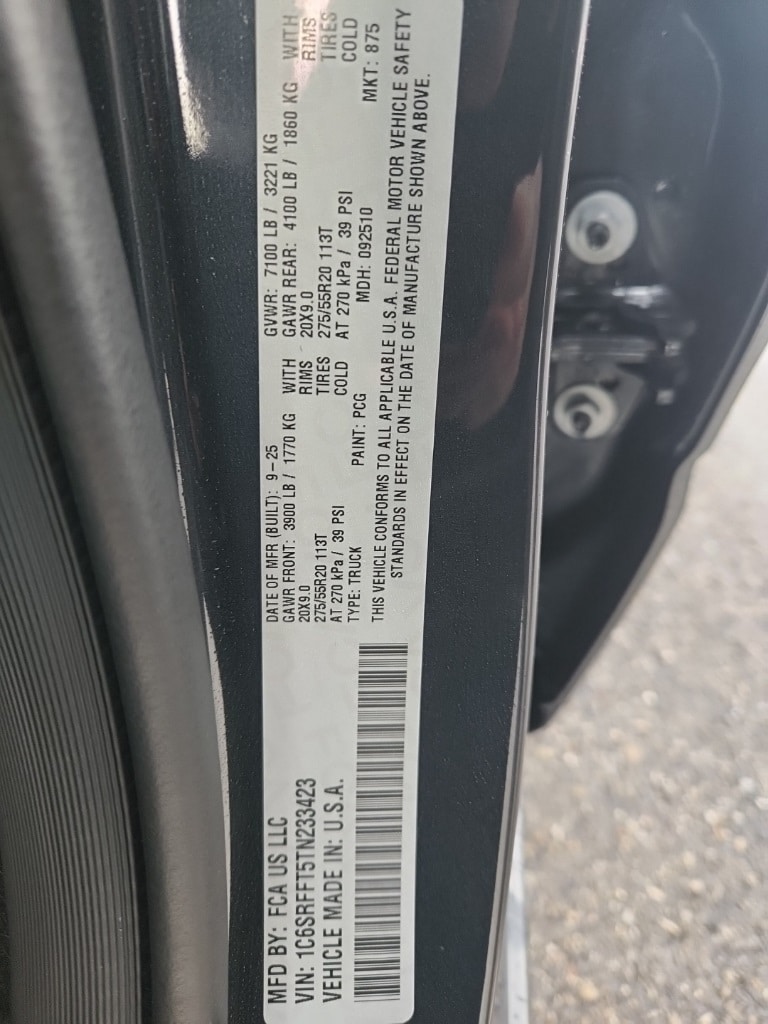 MFD BY: FCA US LLC
VIN: 1C6SRFFT5TN233423
VEHICLE MADE IN: U.S.A.
DATE OF MFR (BUILT): 9-25 GVWR: 7100 LB / 3221 KG
GAWR FRONT: 3900 LB / 1770 KG WITH GAWR REAR: 4100 LB / 1860 KG WITH
20X9.0 RIMS 20X9.0 RIMS
275/55R20 113T TIRES 275/55R20 113T TIRES
AT 270 kPa / 39 PSI COLD AT 270 kPa / 39 PSI COLD
TYPE: TRUCK PAINT: PCG MDH: 092510 MKT: 875
THIS VEHICLE CONFORMS TO ALL APPLICABLE U.S.A. FEDERAL MOTOR VEHICLE SAFETY
STANDARDS IN EFFECT ON THE DATE OF MANUFACTURE SHOWN ABOVE.